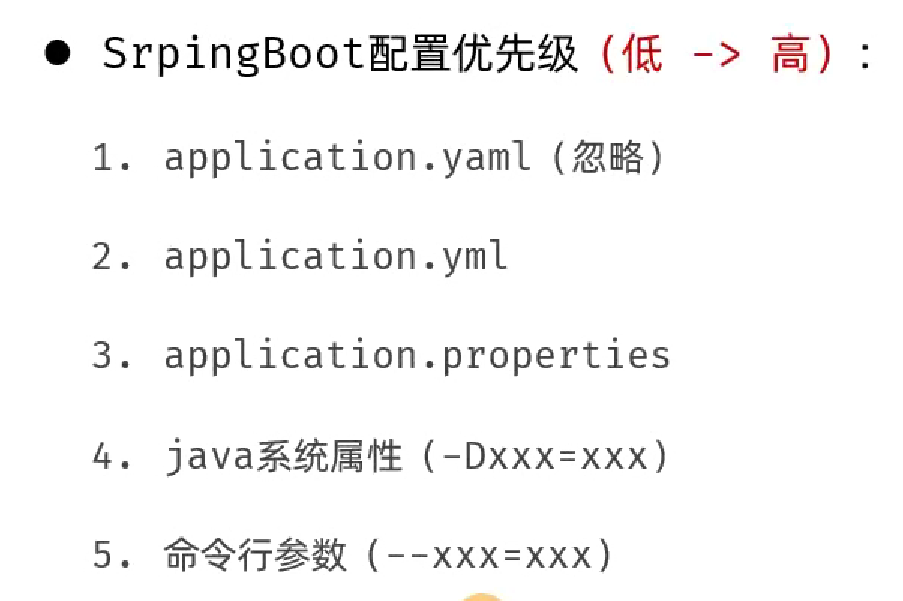 ● SrpingBoot配置优先级（低 -> 高）:
1. application.yaml（忽略）
2. application.yml
3. application.properties
4. java系统属性（-Dxxx=xxx）
5. 命令行参数（--xxx=xxx）